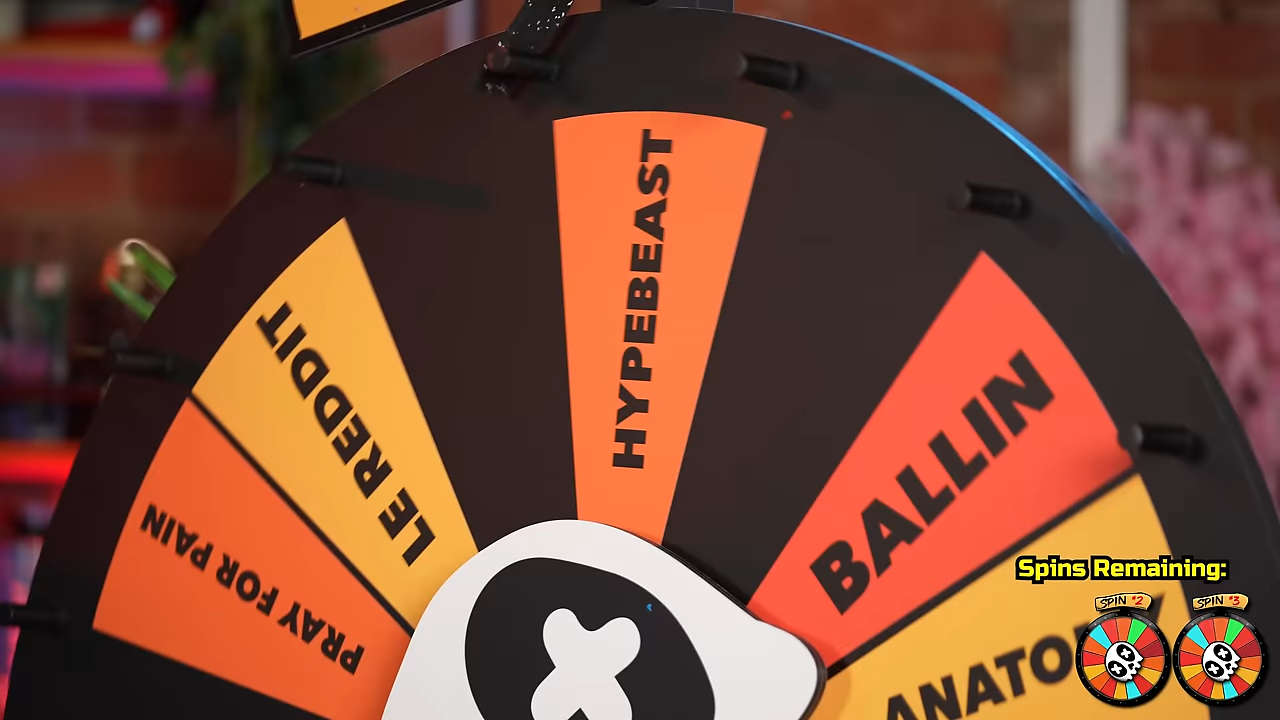 HYPEBEAST
LE REDDIT
BALLIN
PRAY FOR PAIN
Spins Remaining:
SPIN #2
SPIN #3